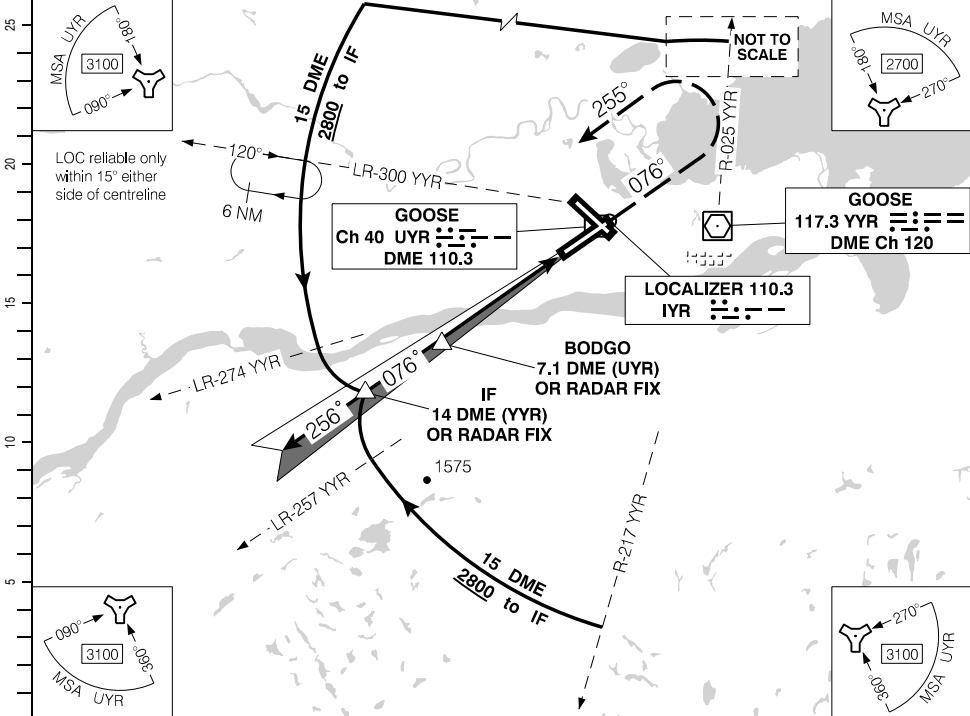 25
20
15
10
5
MSA UYR
180°
3100
090°
LOC reliable only
within 15° either
side of centreline
120°
6 NM
15 DME
2800 to IF
LR-300 YYR
NOT TO
SCALE
MSA UYR
180°
2700
270°
255°
076°
R-025 YYR
GOOSE
Ch 40 UYR
DME 110.3
GOOSE
117.3 YYR
DME Ch 120
LOCALIZER 110.3
IYR
BODGO
7.1 DME (UYR)
OR RADAR FIX
LR-274 YYR
076°
256°
IF
14 DME (YYR)
OR RADAR FIX
1575
LR-257 YYR
R-217 YYR
15 DME
2800 to IF
090°
3100
360°
MSA UYR
270°
3100
360°
MSA UYR